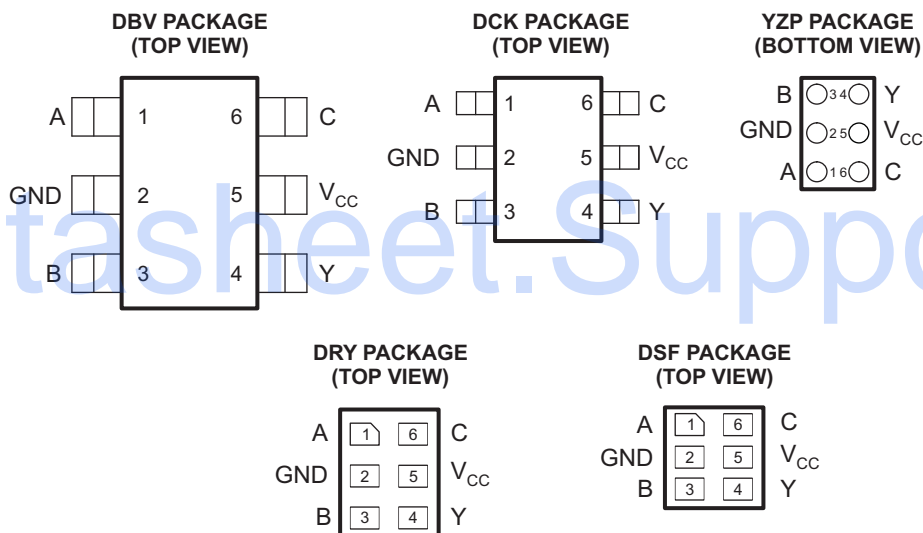 DBV PACKAGE
(TOP VIEW)
A 1 6 C
GND 2 5 VCC
B 3 4 Y
DCK PACKAGE
(TOP VIEW)
A 1 6 C
GND 2 5 VCC
B 3 4 Y
YZP PACKAGE
(BOTTOM VIEW)
B 3 4 Y
GND 2 5 VCC
A 1 6 C
tasheet.Suppo
DRY PACKAGE
(TOP VIEW)
A 1 6 C
GND 2 5 VCC
B 3 4 Y
DSF PACKAGE
(TOP VIEW)
A 1 6 C
GND 2 5 VCC
B 3 4 Y